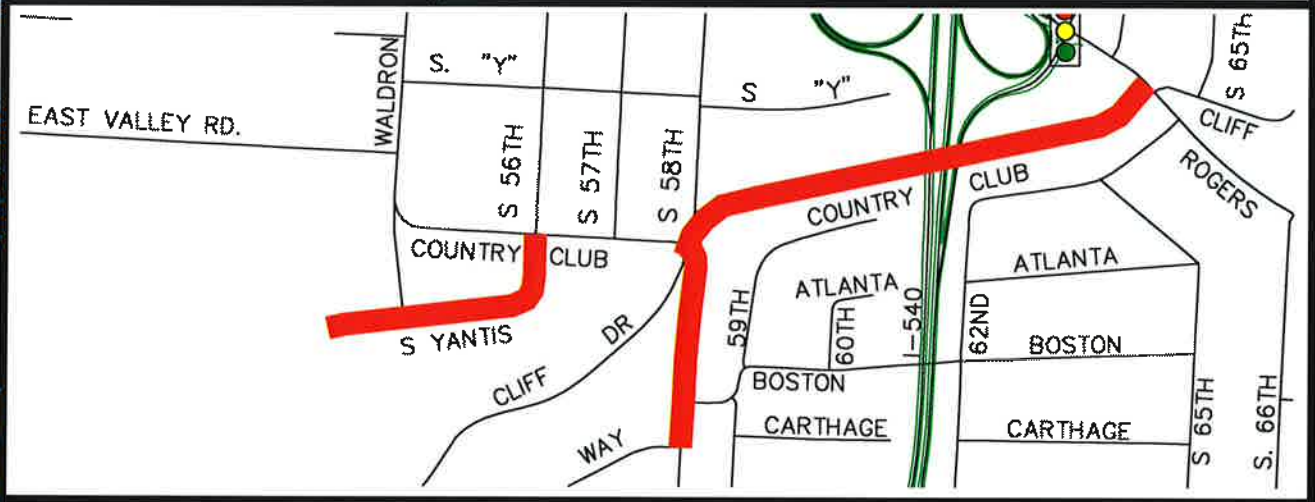 S. "Y"
S "Y"
S 65TH
WALDRON
EAST VALLEY RD.
CLIFF
S 56TH
S 57TH
S 58TH
ROGERS
COUNTRY CLUB
COUNTRY CLUB
ATLANTA
ATLANTA
S YANTIS
DR
CLIFF
59TH
60TH
I-540
62ND
BOSTON
BOSTON
CARTHAGE
CARTHAGE
WAY
S 65TH
S. 66TH